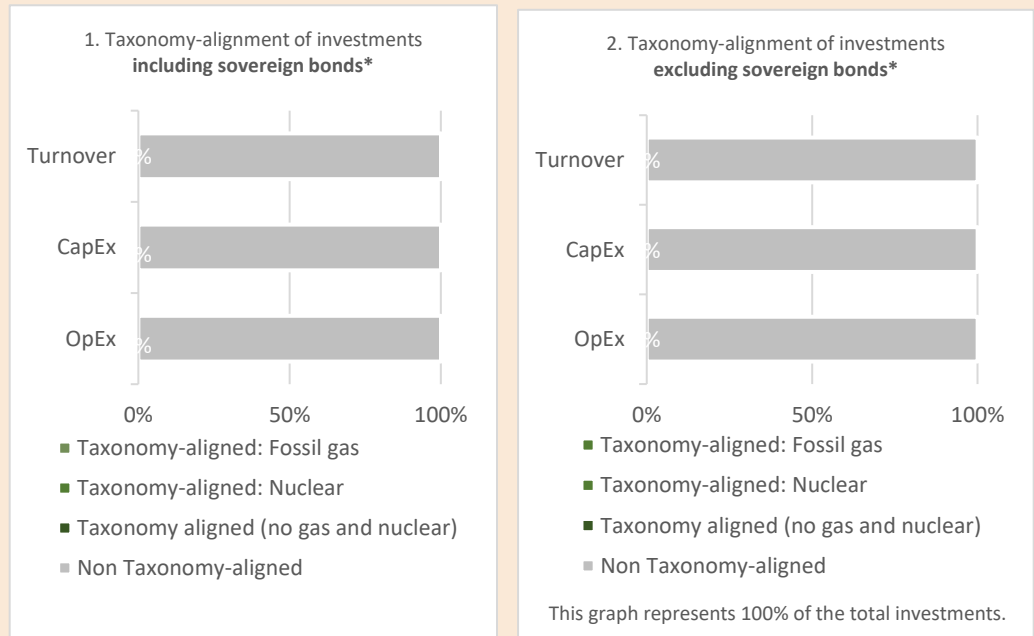 1. Taxonomy-alignment of investments
including sovereign bonds*
Turnover
%
CapEx
%
OpEx
%
0% 50% 100%
Taxonomy-aligned: Fossil gas
Taxonomy-aligned: Nuclear
Taxonomy aligned (no gas and nuclear)
Non Taxonomy-aligned
2. Taxonomy-alignment of investments
excluding sovereign bonds*
Turnover
%
CapEx
%
OpEx
%
0% 50% 100%
Taxonomy-aligned: Fossil gas
Taxonomy-aligned: Nuclear
Taxonomy aligned (no gas and nuclear)
Non Taxonomy-aligned
This graph represents 100% of the total investments.